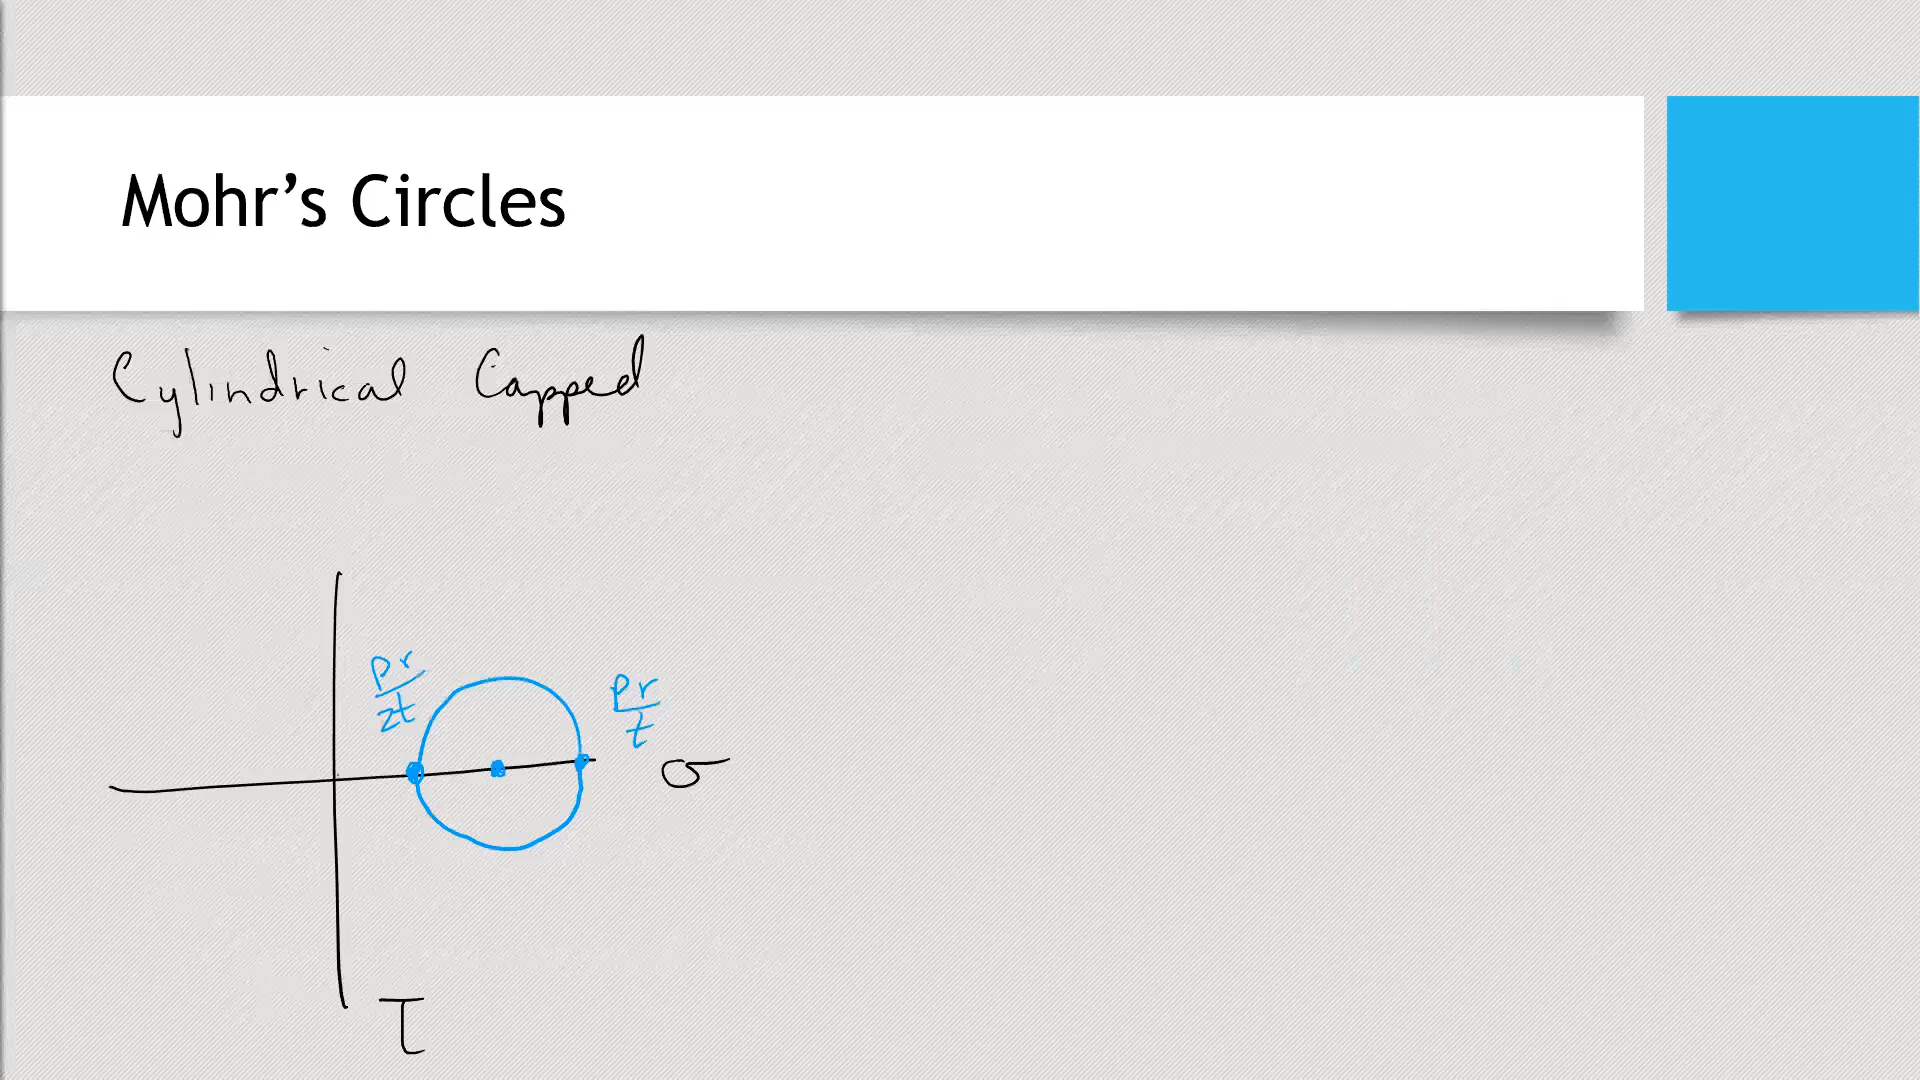 Mohr’s Circles
Cylindrical Capped
pr
2t
pr
t
σ
τ